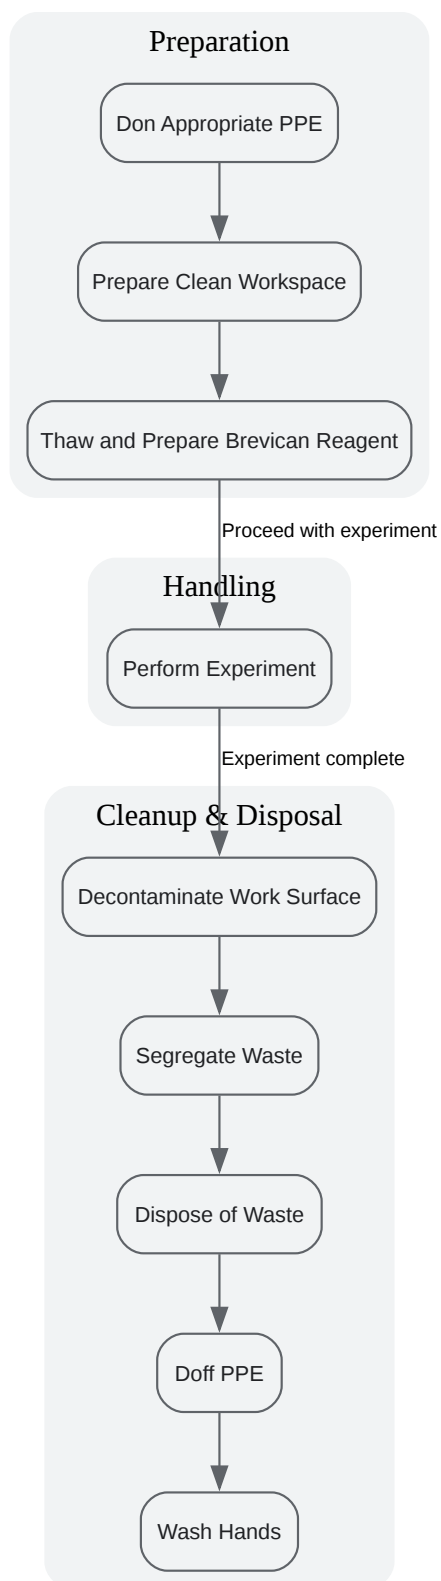 Preparation
Don Appropriate PPE
Prepare Clean Workspace
Thaw and Prepare Brevican Reagent
Proceed with experiment
Handling
Perform Experiment
Experiment complete
Cleanup & Disposal
Decontaminate Work Surface
Segregate Waste
Dispose of Waste
Doff PPE
Wash Hands